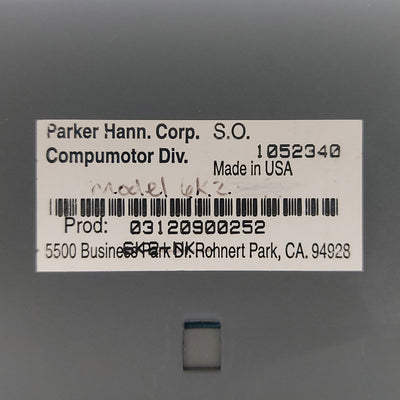 Parker Hann. Corp. S.O.
Compumotor Div. 1052340
Made in USA
model 6K2
Prod: 03120900252
6K2-NK-
5500 Business Park Dr. Rohnert Park, CA. 94928